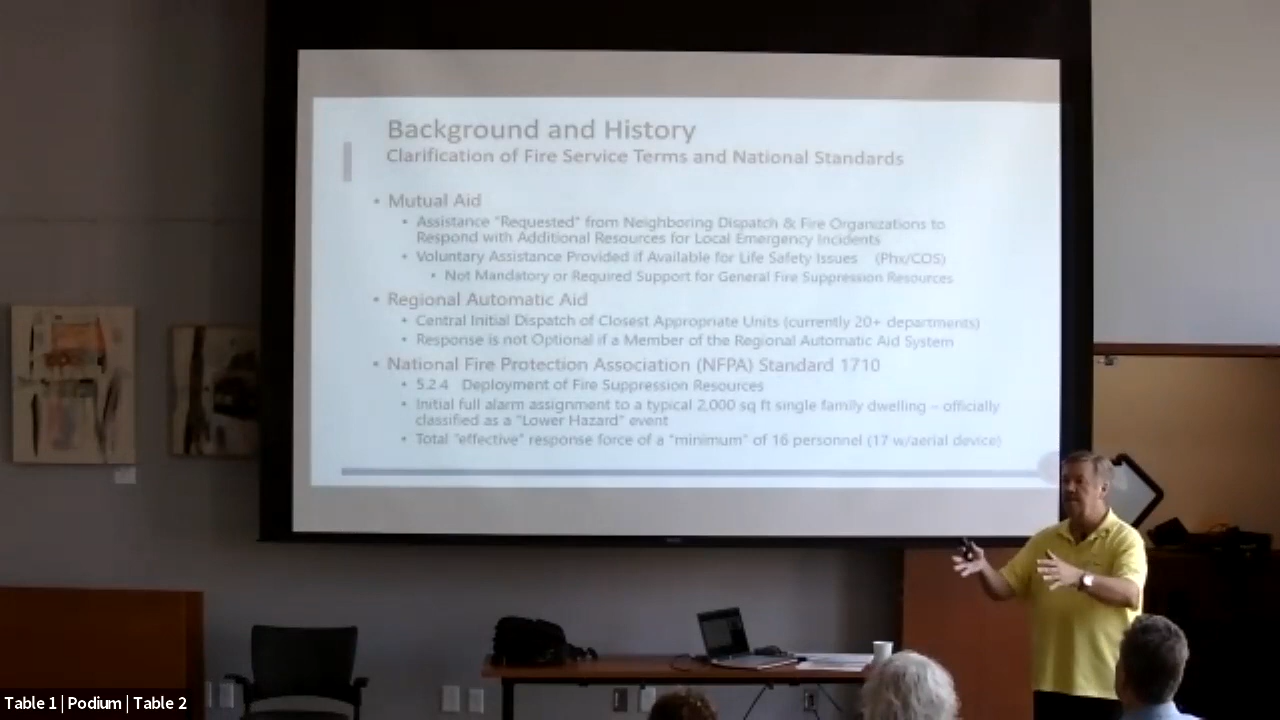 Background and History
Clarification of Fire Service Terms and National Standards
• Mutual Aid
• Assistance "Requested" from Neighboring Dispatch & Fire Organizations to
Respond with Additional Resources for Local Emergency Incidents
• Voluntary Assistance Provided if Available for Life Safety Issues (Phx/COS)
• Not Mandatory or Required Support for General Fire Suppression Resources
• Regional Automatic Aid
• Central Initial Dispatch of Closest Appropriate Units (currently 20+ departments)
• Response is not Optional if a Member of the Regional Automatic Aid System
• National Fire Protection Association (NFPA) Standard 1710
• 5.2.4 Deployment of Fire Suppression Resources
• Initial full alarm assignment to a typical 2,000 sq ft single family dwelling – officially
classified as a "Lower Hazard" event
• Total "effective" response force of a "minimum" of 16 personnel (17 w/aerial device)
Table 1 | Podium | Table 2